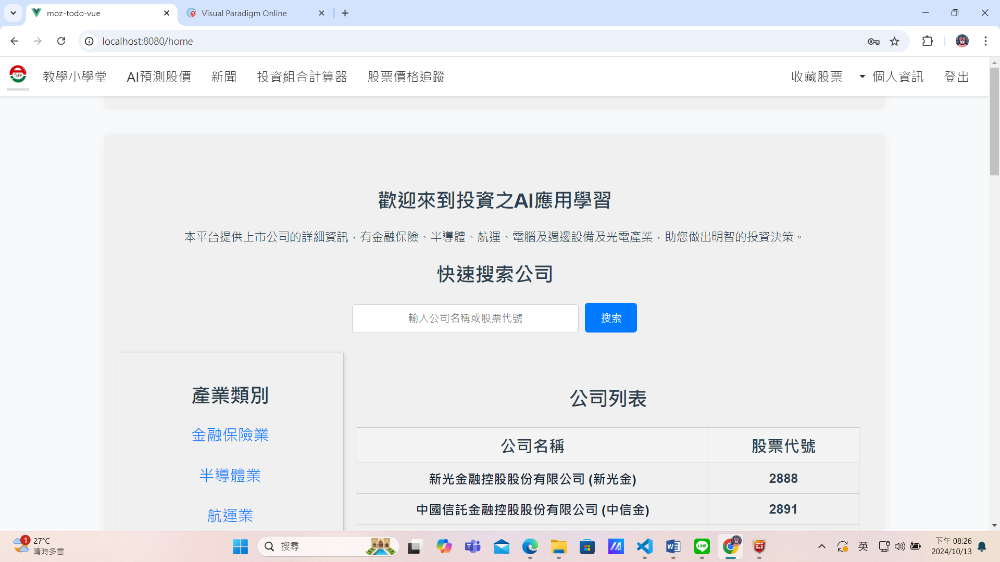 moz-todo-vue
Visual Paradigm Online
localhost:8080/home
教學小學堂 AI預測股價 新聞 投資組合計算器 股票價格追蹤 收藏股票 個人資訊 登出
歡迎來到投資之AI應用學習
本平台提供上市公司的詳細資訊，有金融保險、半導體、航運、電腦及週邊設備及光電產業，助您做出明智的投資決策。
快速搜索公司
輸入公司名稱或股票代號 搜索
產業類別
金融保險業
半導體業
航運業
公司列表
公司名稱 股票代號
新光金融控股股份有限公司 (新光金) 2888
中國信託金融控股股份有限公司 (中信金) 2891
1
27°C
晴時多雲
搜尋
LINE
英
下午 08:26
2024/10/13